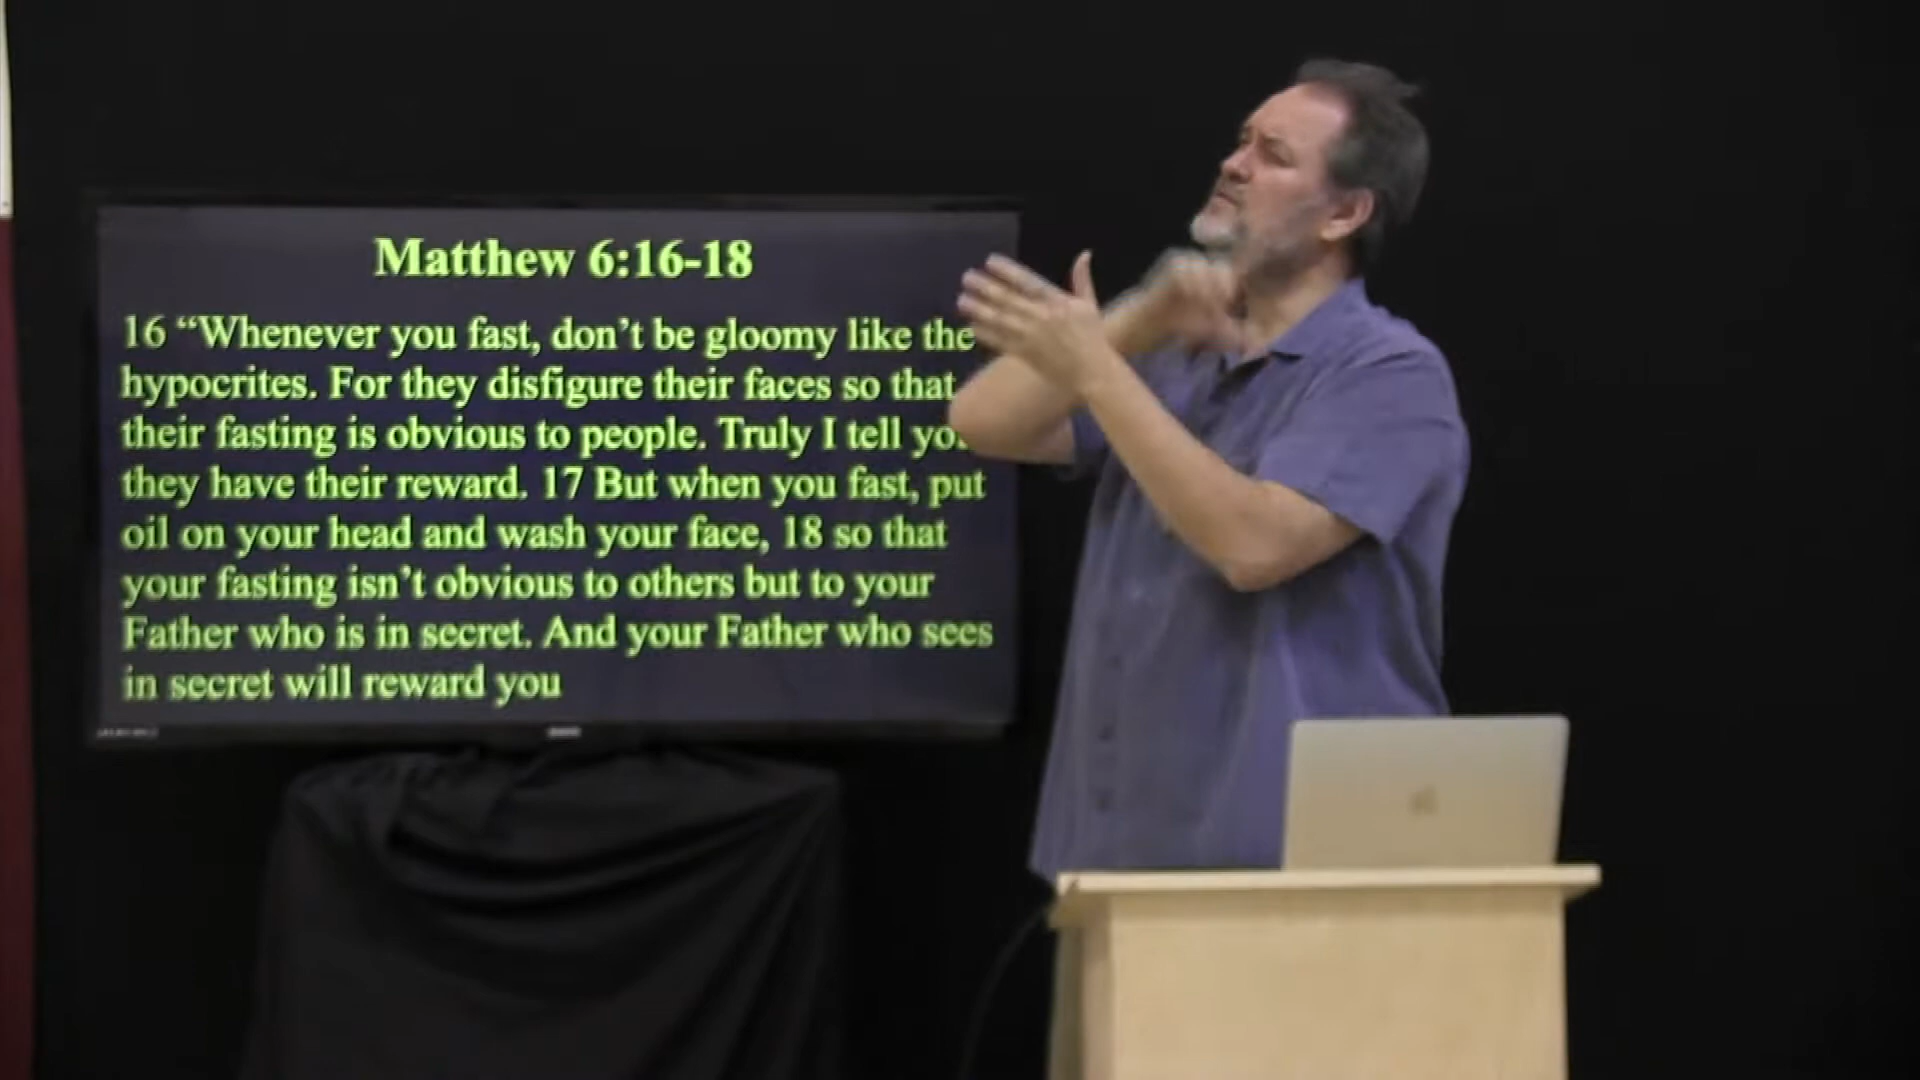 Matthew 6:16-18
16 “Whenever you fast, don’t be gloomy like the
hypocrites. For they disfigure their faces so that
their fasting is obvious to people. Truly I tell
they have their reward. 17 But when you fast, put
oil on your head and wash your face, 18 so that
your fasting isn’t obvious to others but to your
Father who is in secret. And your Father who sees
in secret will reward you